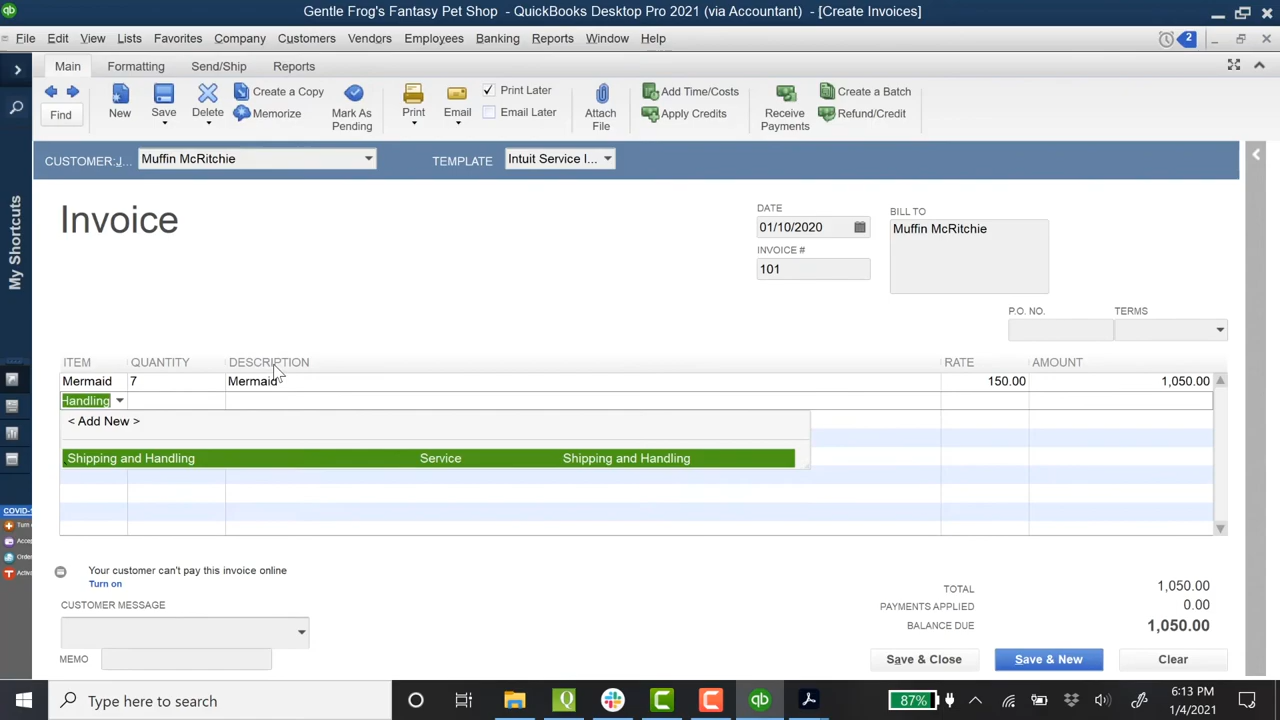 Gentle Frog's Fantasy Pet Shop - QuickBooks Desktop Pro 2021 (via Accountant) - [Create Invoices]
File Edit View Lists Favorites Company Customers Vendors Employees Banking Reports Window Help 2
Main Formatting Send/Ship Reports
Find New Save Delete Create a Copy Memorize Mark As Pending Print Email Print Later Email Later Attach File Add Time/Costs Apply Credits Receive Payments Create a Batch Refund/Credit
CUSTOMER:J... Muffin McRitchie TEMPLATE Intuit Service I...
My Shortcuts
Invoice
DATE
01/10/2020
INVOICE #
101
BILL TO
Muffin McRitchie
P.O. NO. TERMS
ITEM QUANTITY DESCRIPTION RATE AMOUNT
Mermaid 7 Mermaid 150.00 1,050.00
Handling
< Add New >
Shipping and Handling Service Shipping and Handling
COVID-
Turn
Acce
Order
Activa
Your customer can't pay this invoice online
Turn on
CUSTOMER MESSAGE
MEMO
TOTAL 1,050.00
PAYMENTS APPLIED 0.00
BALANCE DUE 1,050.00
Save & Close Save & New Clear
Type here to search
87%
6:13 PM
1/4/2021